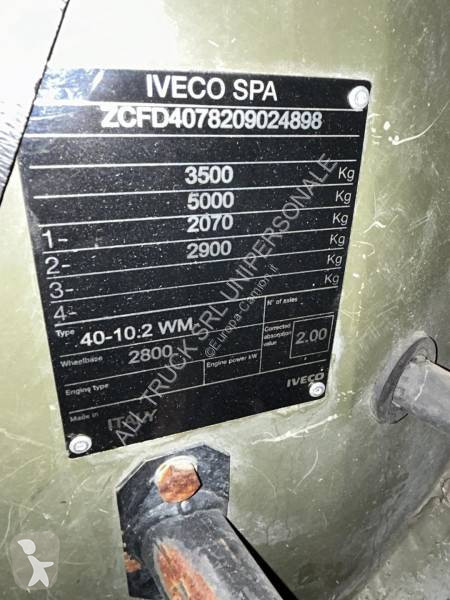 IVECO SPA
ZCFD4078209024898
3500 Kg
5000 Kg
1- 2070 Kg
2- 2900 Kg
3- Kg
4- Kg
Type 40-10.2 WM
N° of axles
Wheelbase 2800
Corrected absorption value 2.00
Engine type
Engine power kW
Made in ITALY
IVECO
ALL TRUCK SRL UNIPERSONALE
©Europa-Camion.it